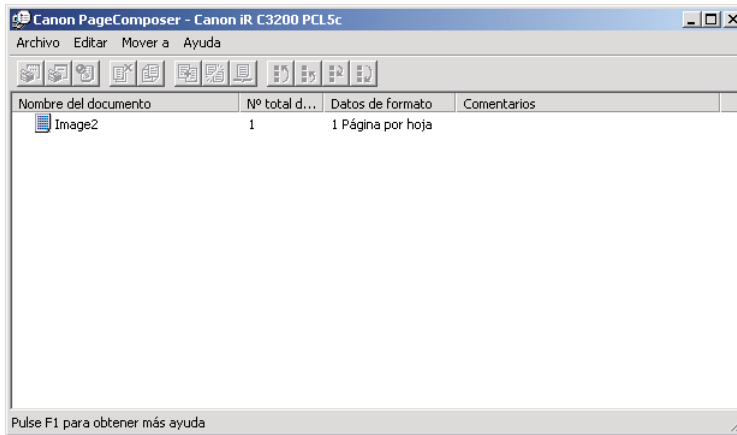 Canon PageComposer - Canon iR C3200 PCL5c
Archivo Editar Mover a Ayuda
Nombre del documento Nº total d... Datos de formato Comentarios
Image2 1 1 Página por hoja
Pulse F1 para obtener más ayuda